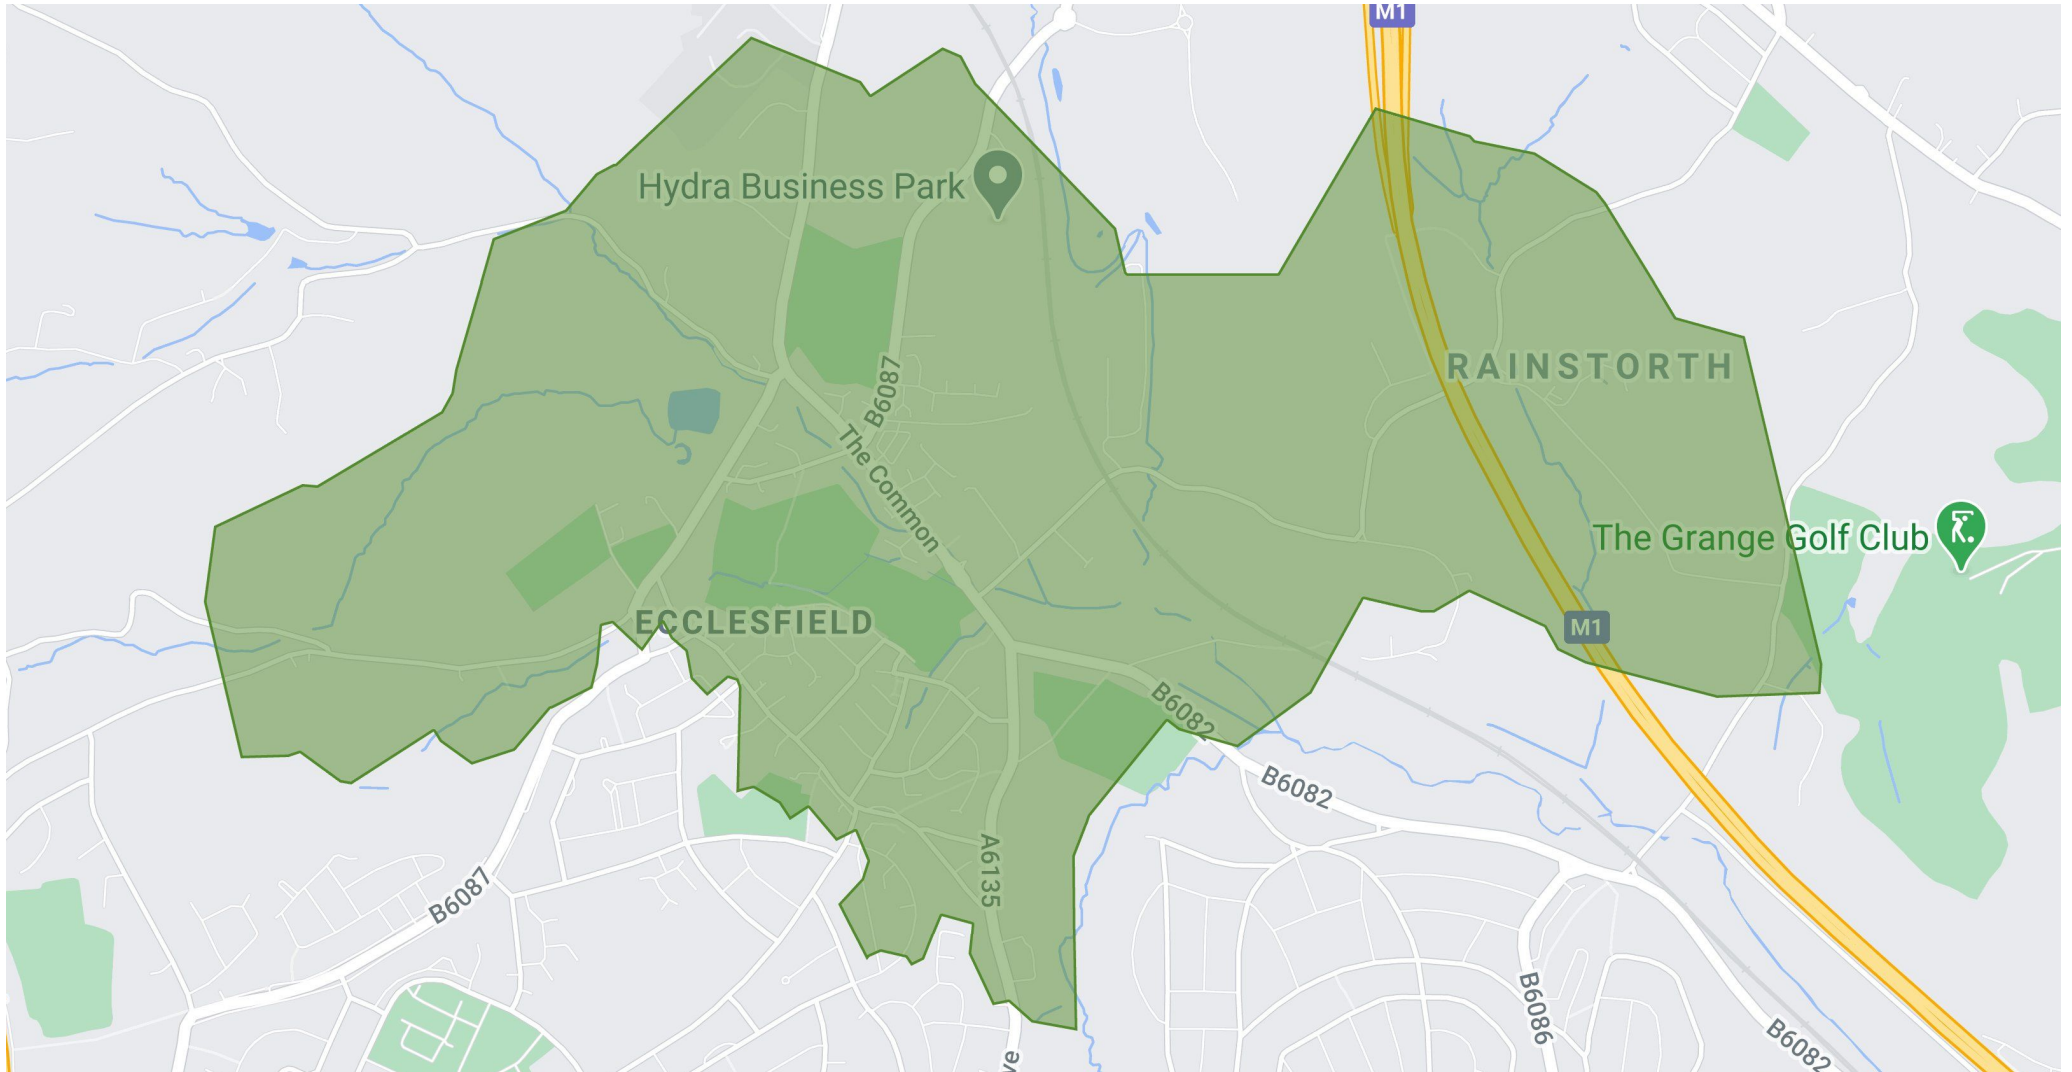 M1
Hydra Business Park
RAINSTORTH
B6087
The Common
The Grange Golf Club
ECCLESFIELD
M1
B6082
B6082
A6135
B6087
B6086
B6082